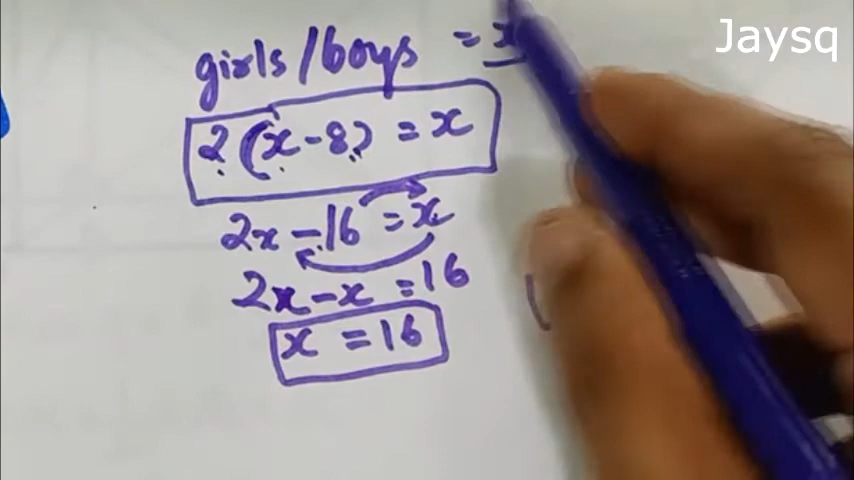 Jaysq
girls/boys = x
2(x-8) = x
2x-16 = x
2x-x = 16
x = 16